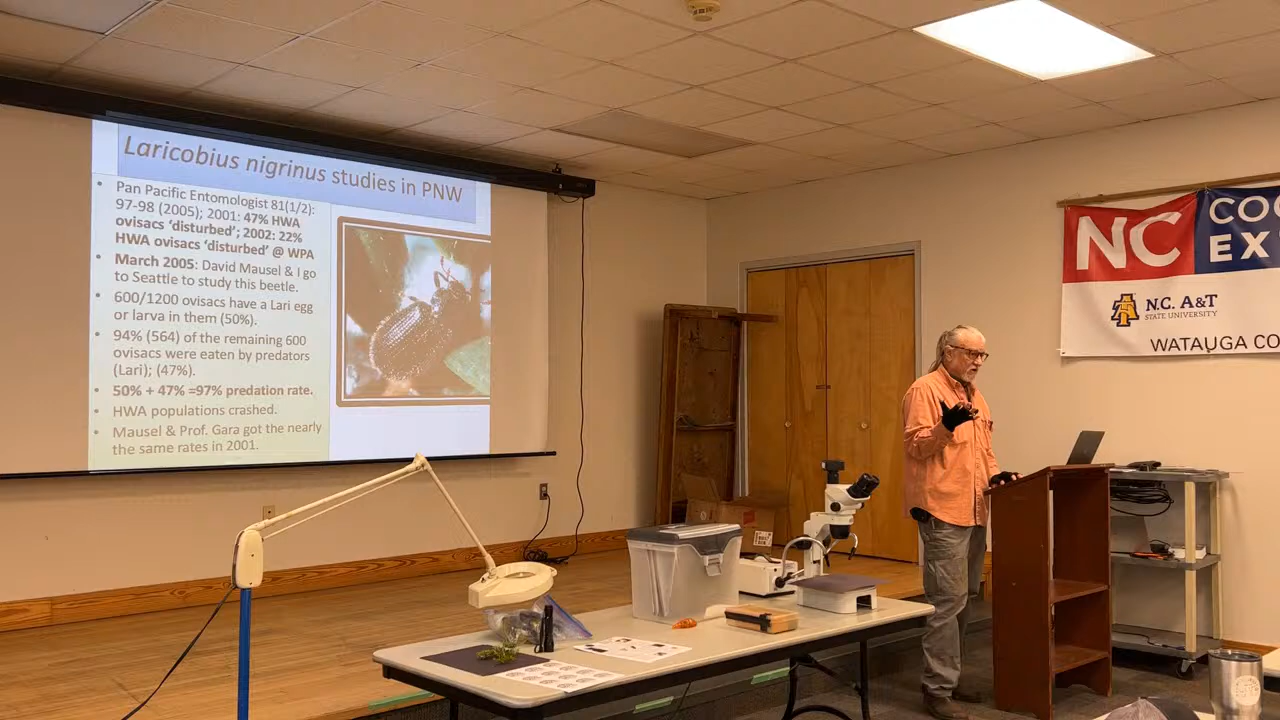 Laricobius nigrinus studies in PNW
• Pan Pacific Entomologist 81(1/2):
97-98 (2005); 2001: 47% HWA
ovisacs ‘disturbed’; 2002: 22%
HWA ovisacs ‘disturbed’ @ WPA
• March 2005: David Mausel & I go
to Seattle to study this beetle.
• 600/1200 ovisacs have a Lari egg
or larva in them (50%).
• 94% (564) of the remaining 600
ovisacs were eaten by predators
(Lari); (47%).
• 50% + 47% =97% predation rate.
• HWA populations crashed.
• Mausel & Prof. Gara got the nearly
the same rates in 2001.
NC
COO
EX
N.C. A&T
STATE UNIVERSITY
WATAUGA CO